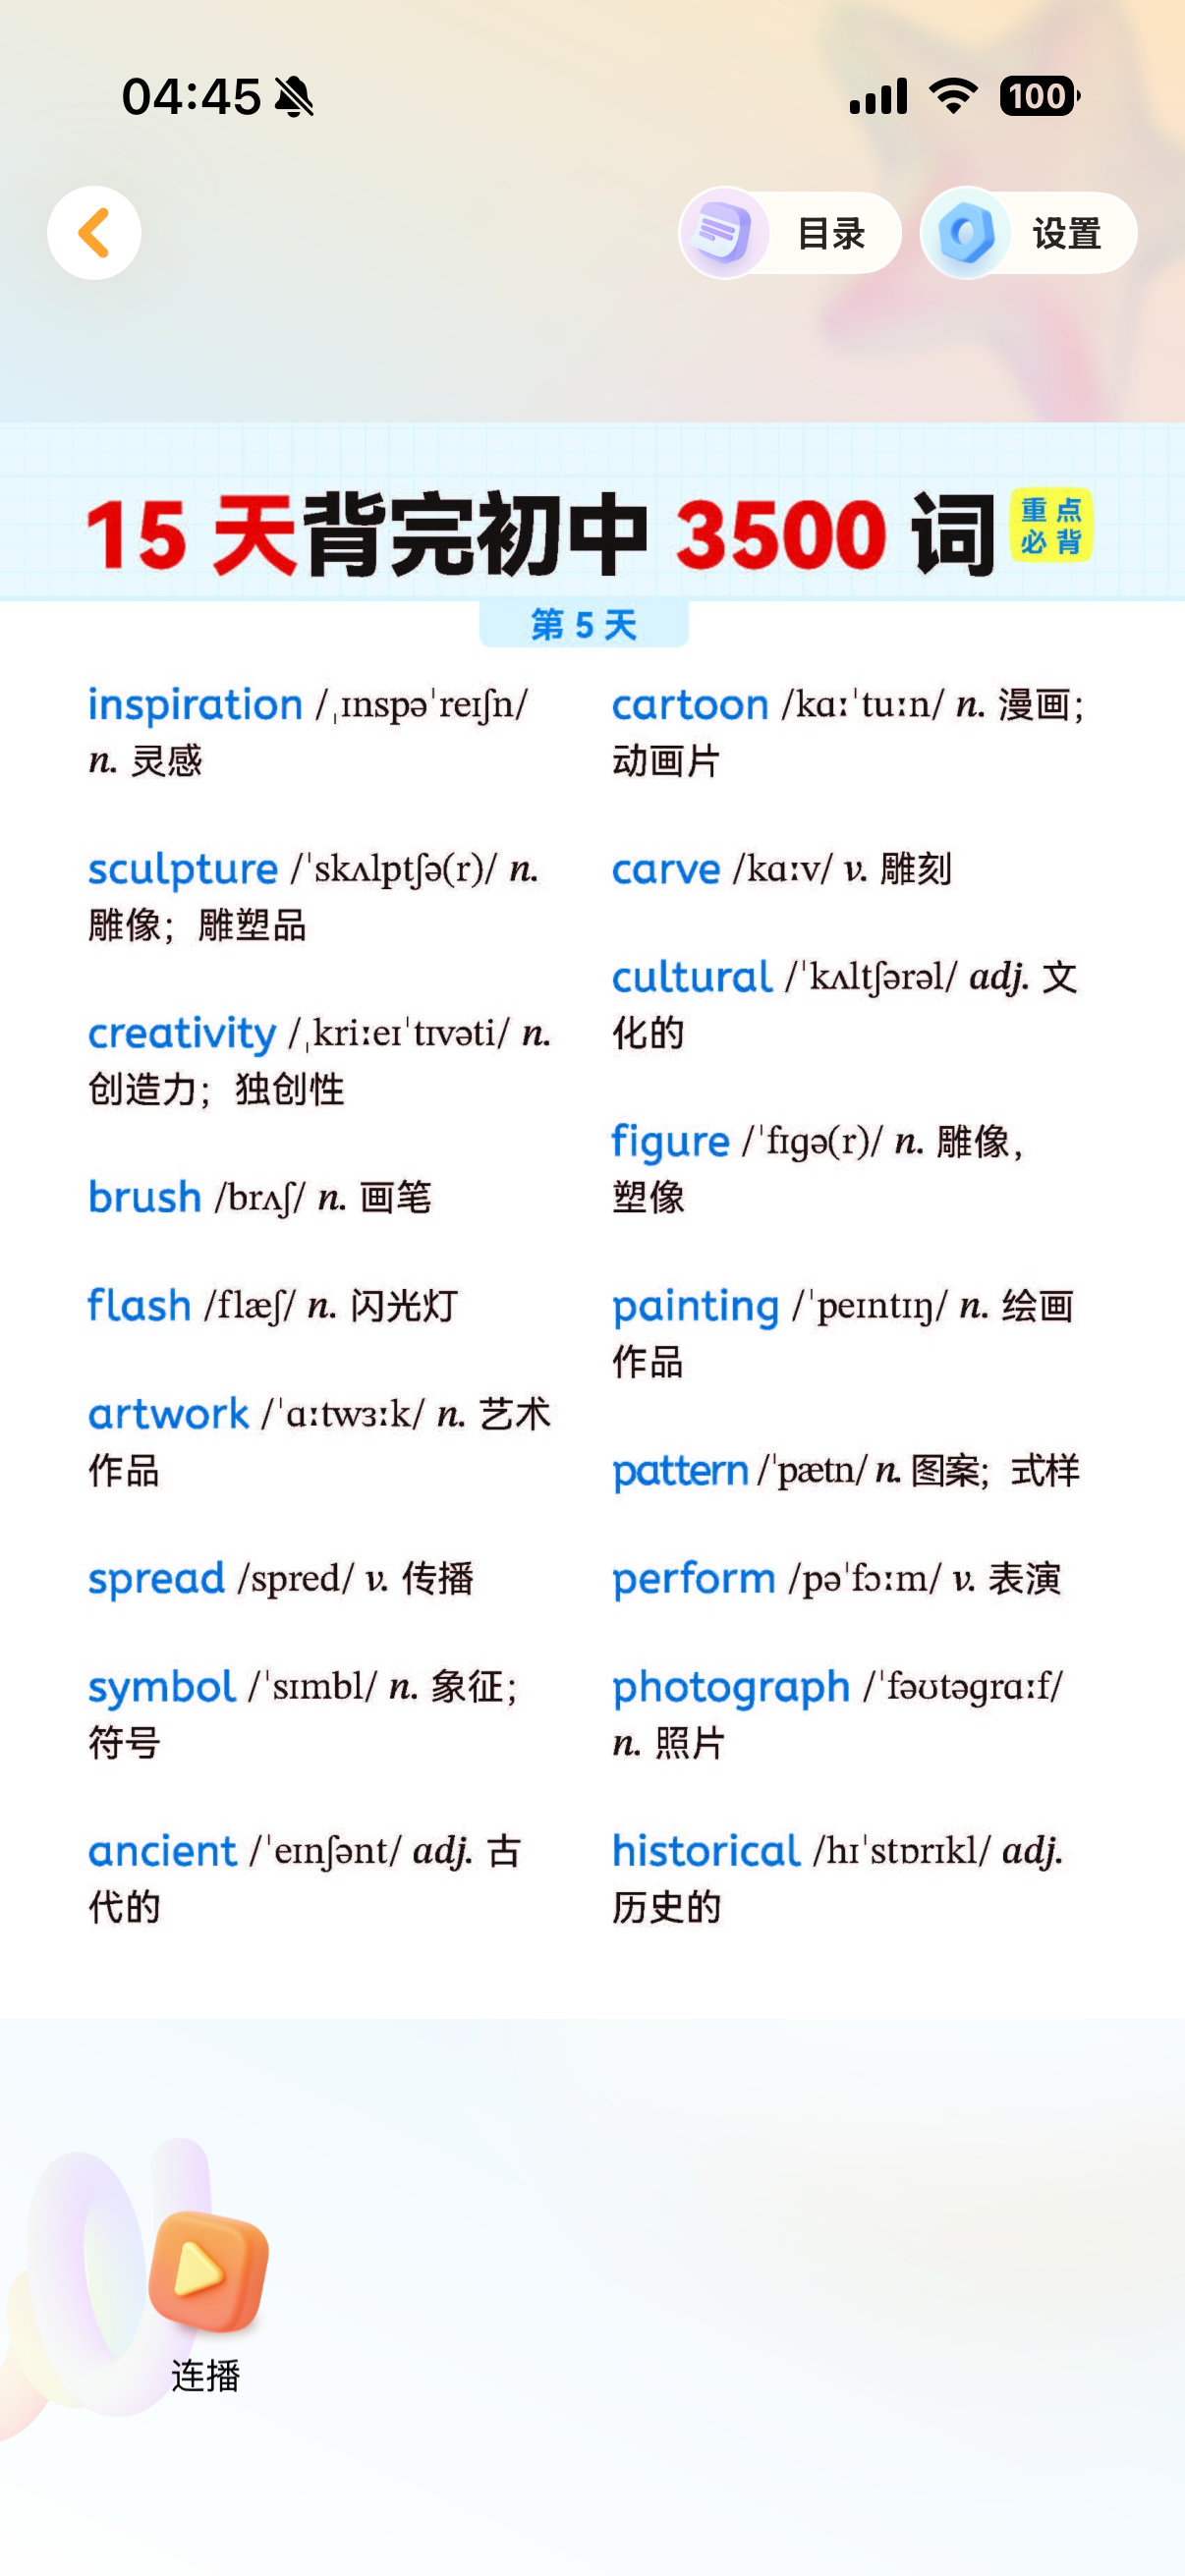 04:45
100
目录
设置
15 天背完初中 3500 词
重点
必背
第 5 天
inspiration /ˌɪnspəˈreɪʃn/
n. 灵感
sculpture /ˈskʌlptʃə(r)/ n.
雕像；雕塑品
creativity /ˌkriːeɪˈtɪvəti/ n.
创造力；独创性
brush /brʌʃ/ n. 画笔
flash /flæʃ/ n. 闪光灯
artwork /ˈɑːtwɜːk/ n. 艺术
作品
spread /spred/ v. 传播
symbol /ˈsɪmbl/ n. 象征；
符号
ancient /ˈeɪnʃənt/ adj. 古
代的
cartoon /kɑːˈtuːn/ n. 漫画；
动画片
carve /kɑːv/ v. 雕刻
cultural /ˈkʌltʃərəl/ adj. 文
化的
figure /ˈfɪɡə(r)/ n. 雕像，
塑像
painting /ˈpeɪntɪŋ/ n. 绘画
作品
pattern /ˈpætn/ n. 图案；式样
perform /pəˈfɔːm/ v. 表演
photograph /ˈfəʊtəɡrɑːf/
n. 照片
historical /hɪˈstɒrɪkl/ adj.
历史的
连播